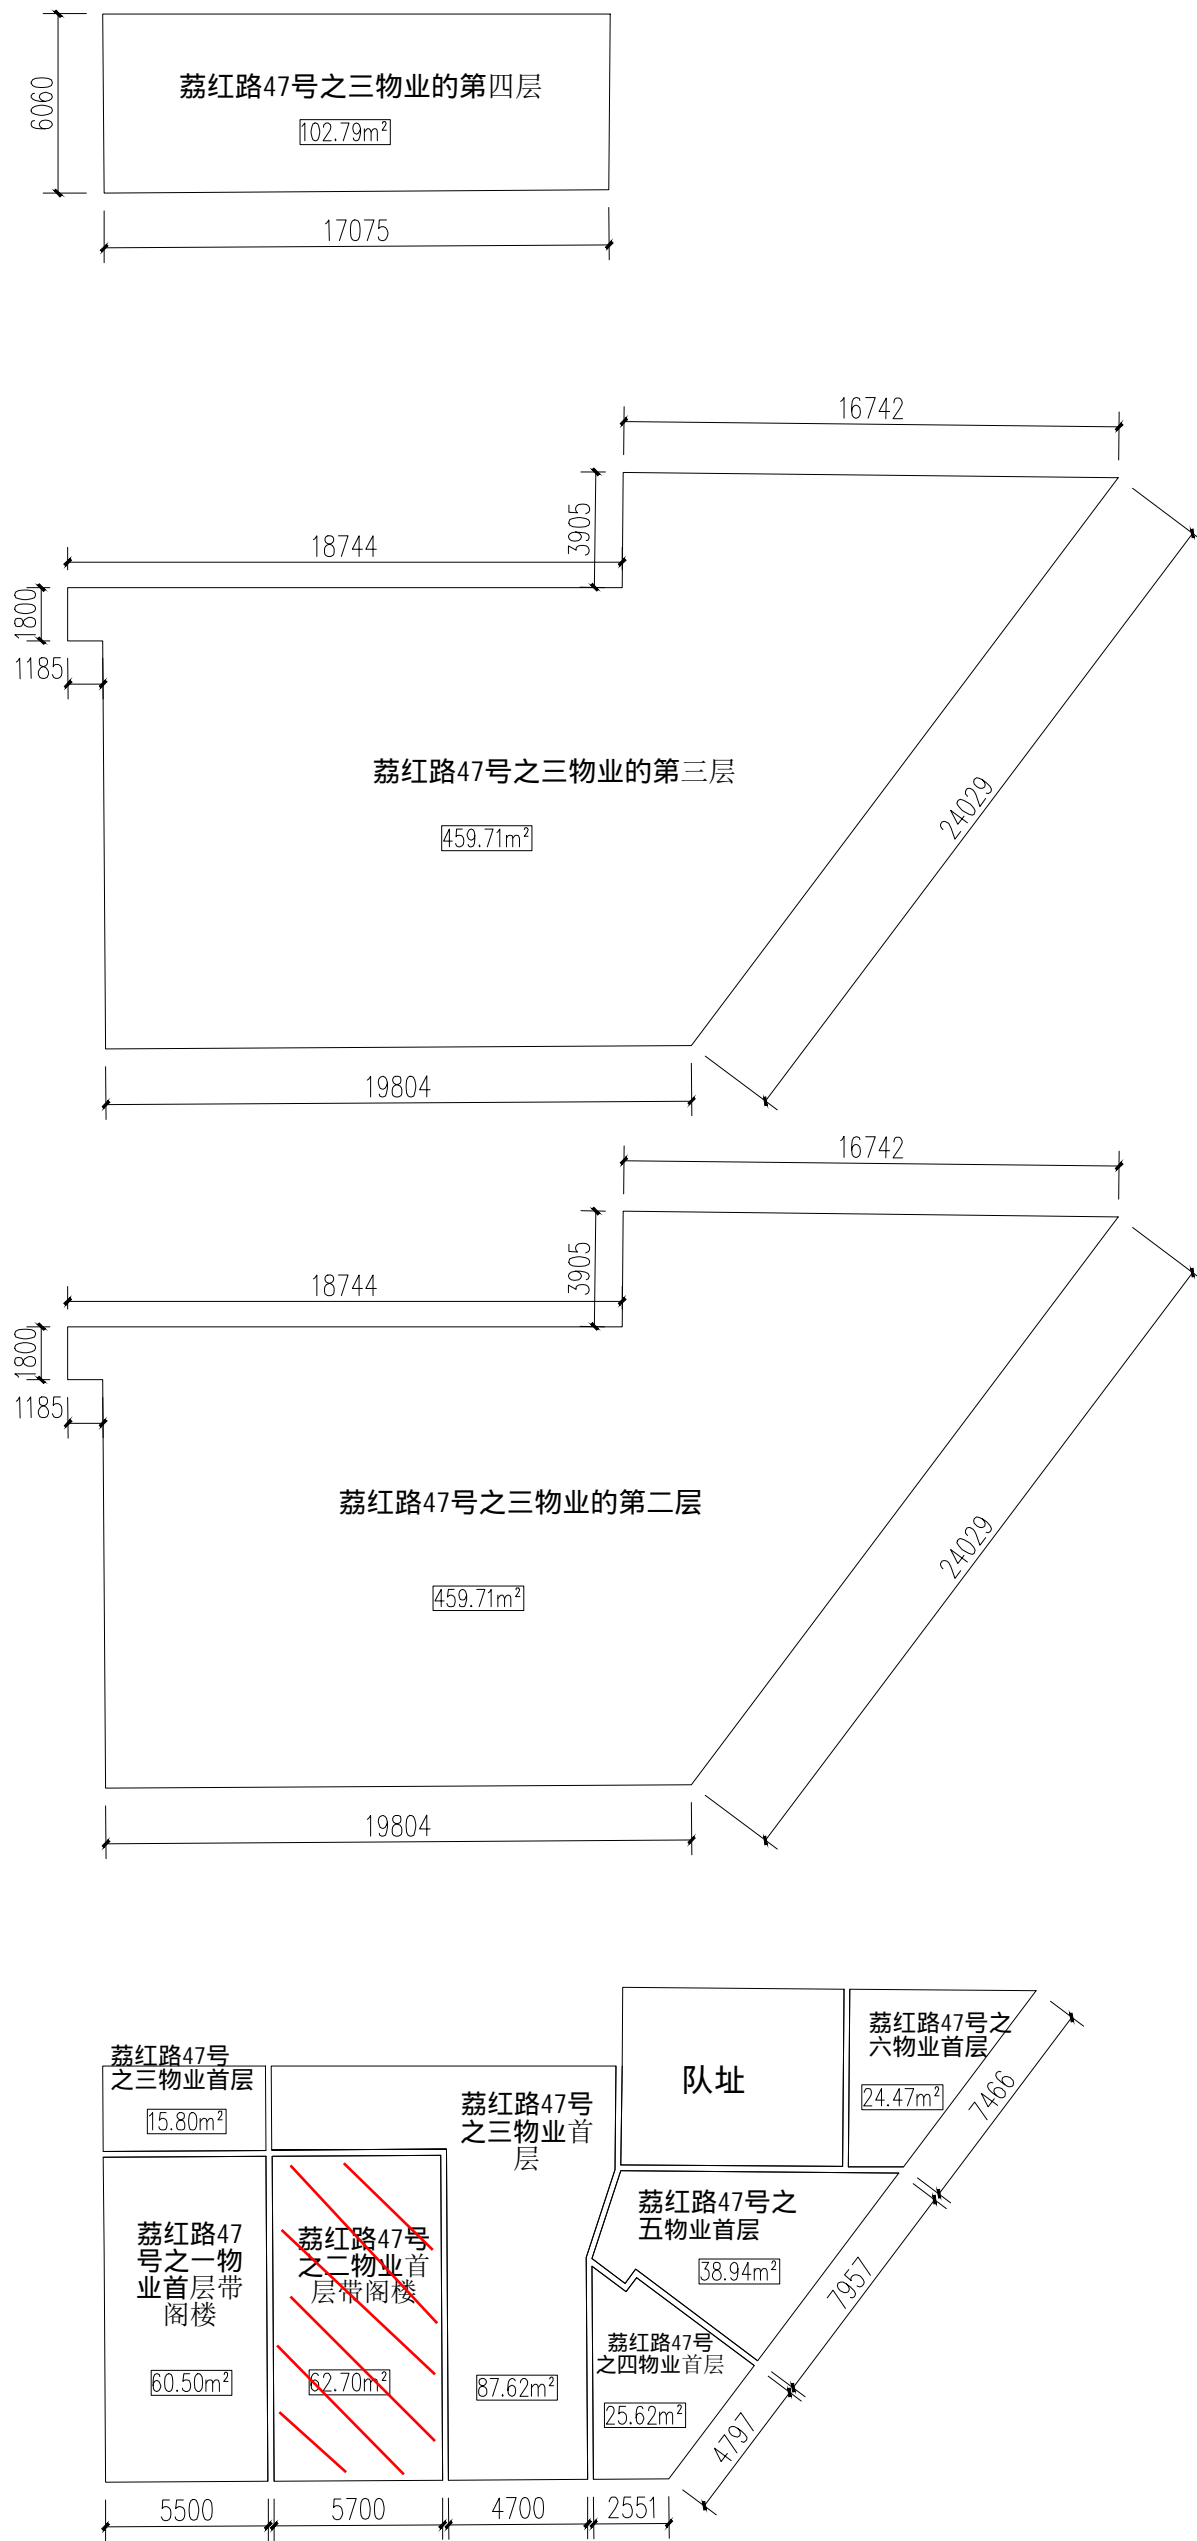 6060
荔红路47号之三物业的第四层
102.79m²
17075
16742
3905
18744
1800
1185
荔红路47号之三物业的第三层
459.71m²
24029
19804
16742
3905
18744
1800
1185
荔红路47号之三物业的第二层
459.71m²
24029
19804
荔红路47号
之三物业首层
15.80m²
荔红路47号
之三物业首
层
87.62m²
队址
荔红路47号之
六物业首层
24.47m²
7466
荔红路47号之
五物业首层
38.94m²
7957
荔红路47
号之一物
业首层带
阁楼
60.50m²
荔红路47号
之二物业首
层带阁楼
62.70m²
荔红路47号
之四物业首层
25.62m²
4797
5500
5700
4700
2551